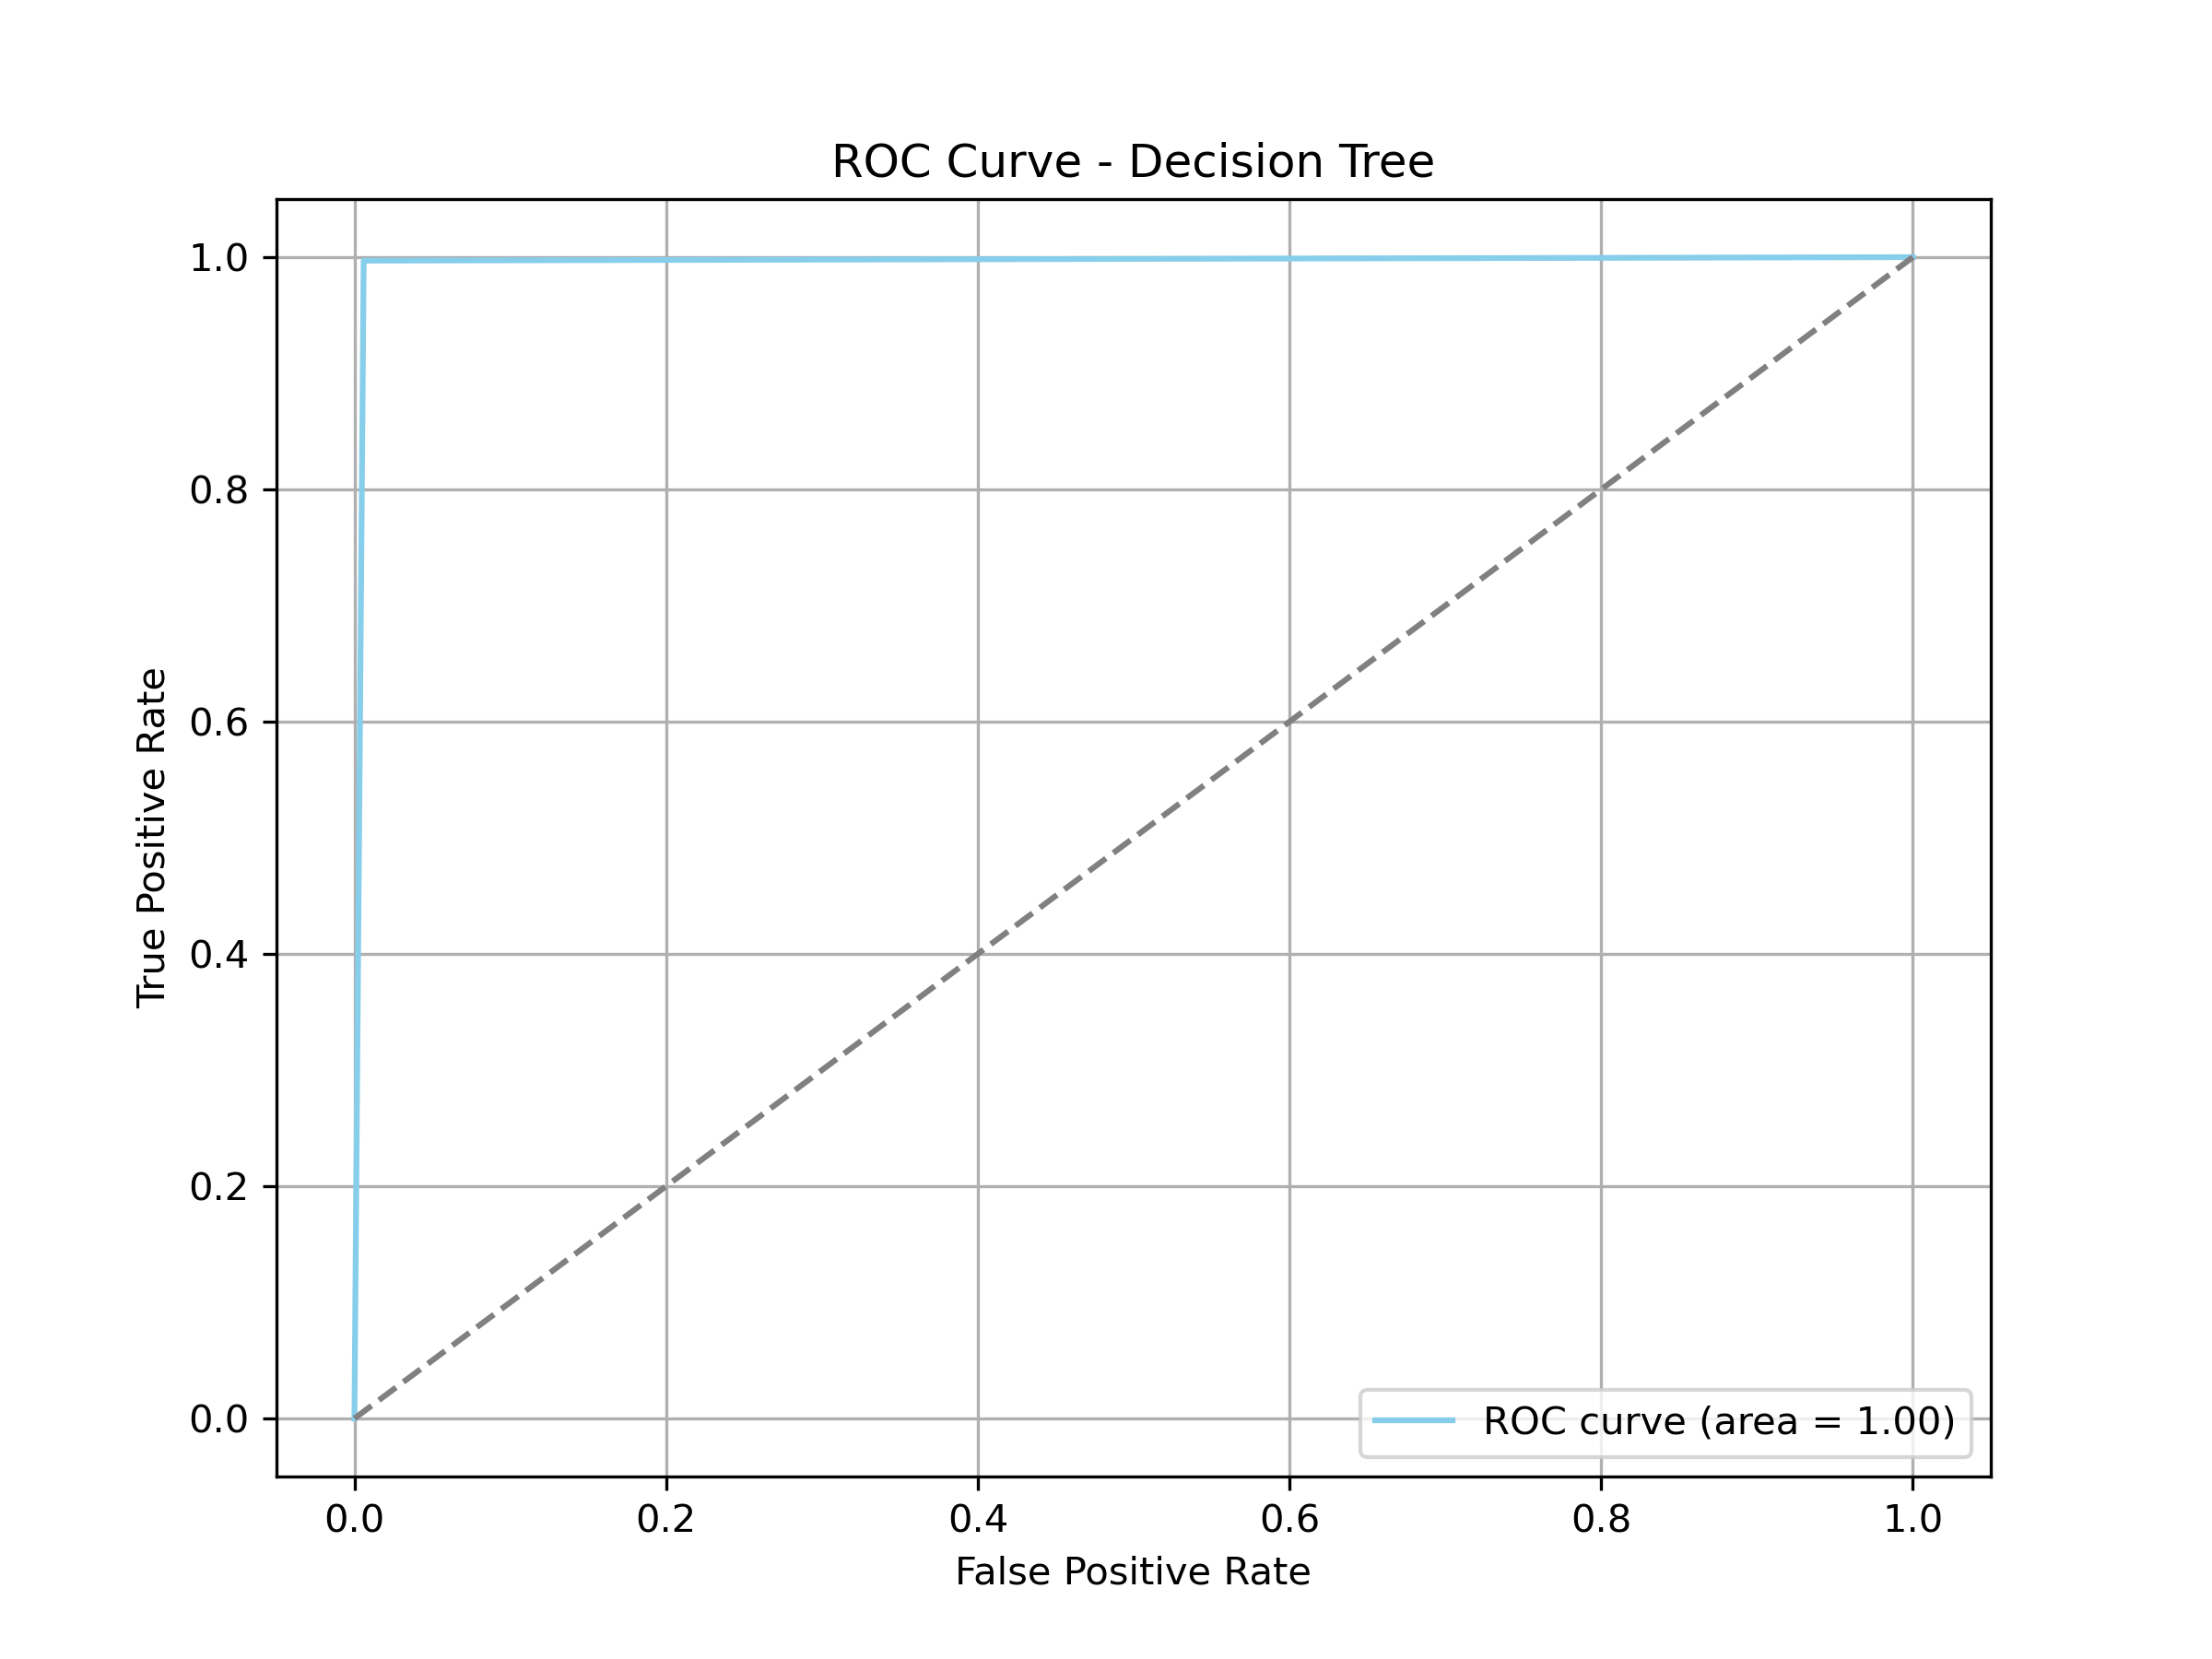 ROC Curve - Decision Tree
True Positive Rate
1.0
0.8
0.6
0.4
0.2
0.0
ROC curve (area = 1.00)
0.0 0.2 0.4 0.6 0.8 1.0
False Positive Rate